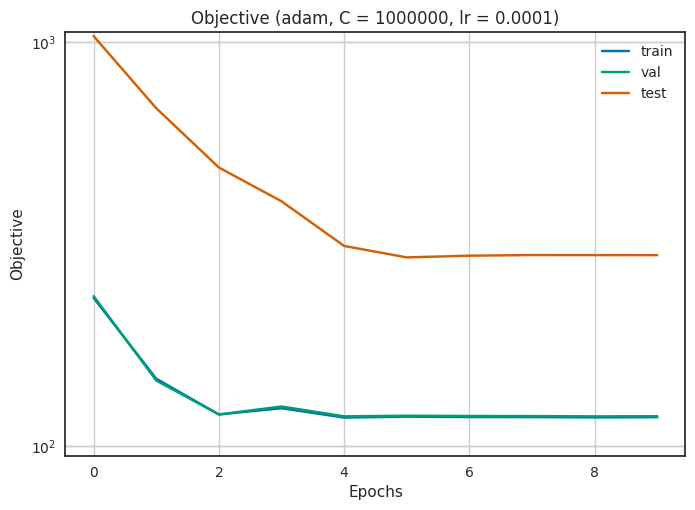 Objective (adam, C = 1000000, lr = 0.0001)
train
val
test
10³
10²
Objective
0 2 4 6 8
Epochs